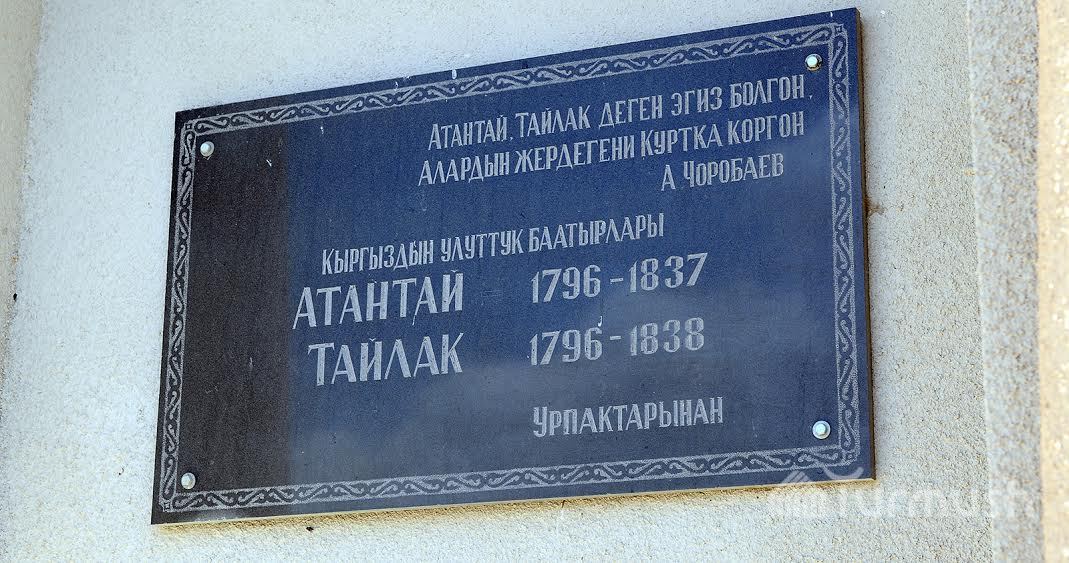 Атантай, Тайлак деген эгиз болгон,
Алардын жердегени Куртка коргон
А. Чоробаев
Кыргыздын улуттук баатырлары
Атантай 1796-1837
Тайлак 1796-1838
Урпактарынан